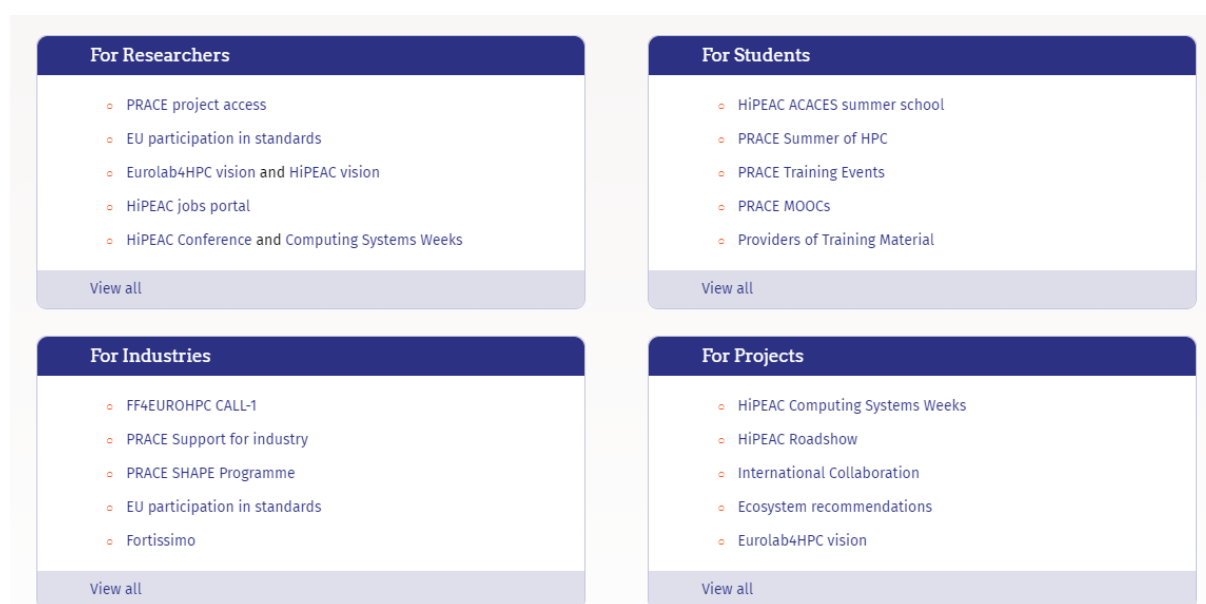 For Researchers
PRACE project access
EU participation in standards
Eurolab4HPC vision and HiPEAC vision
HiPEAC jobs portal
HiPEAC Conference and Computing Systems Weeks
View all
For Students
HiPEAC ACACES summer school
PRACE Summer of HPC
PRACE Training Events
PRACE MOOCs
Providers of Training Material
View all
For Industries
FF4EUROHPC CALL-1
PRACE Support for industry
PRACE SHAPE Programme
EU participation in standards
Fortissimo
View all
For Projects
HiPEAC Computing Systems Weeks
HiPEAC Roadshow
International Collaboration
Ecosystem recommendations
Eurolab4HPC vision
View all